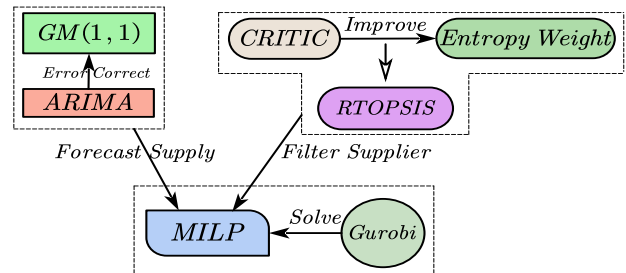 GM(1, 1)
Error Correct
ARIMA
CRITIC
Improve
Entropy Weight
RTOPSIS
Forecast Supply
Filter Supplier
MILP
Solve
Gurobi